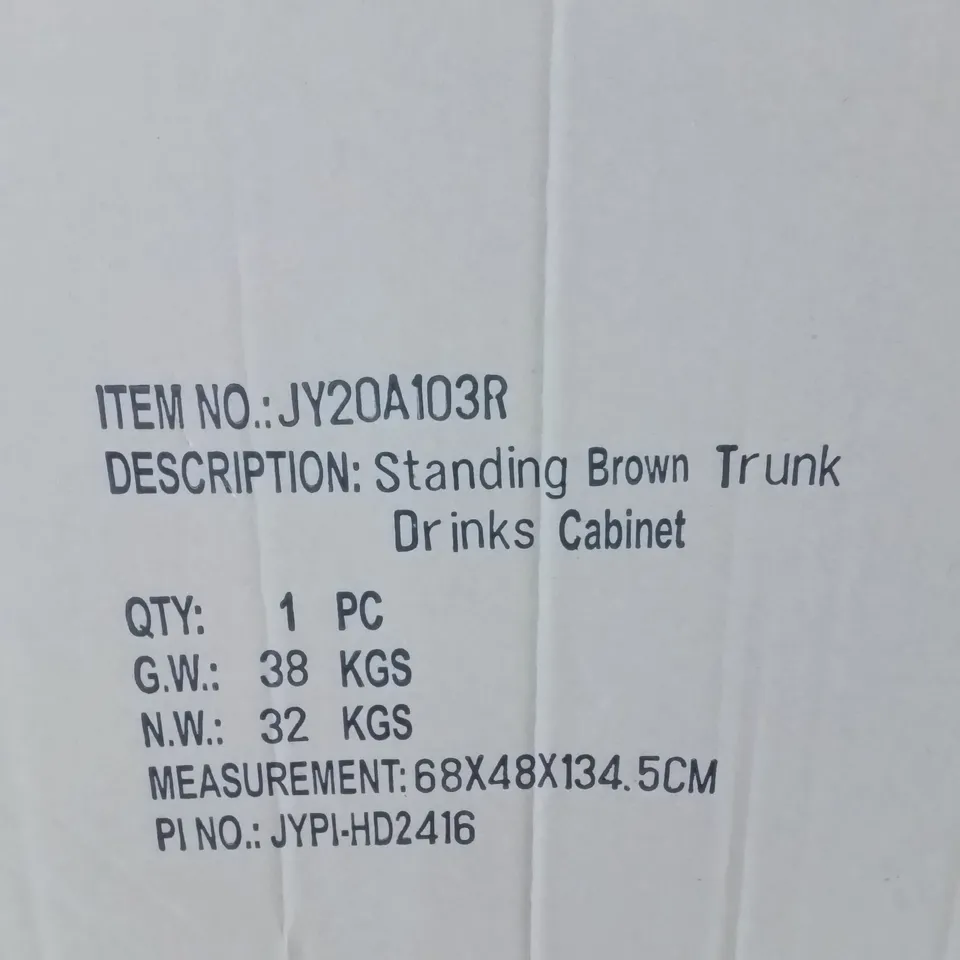 ITEM NO.: JY20A103R
DESCRIPTION: Standing Brown Trunk
Drinks Cabinet
QTY: 1 PC
G.W.: 38 KGS
N.W.: 32 KGS
MEASUREMENT: 68X48X134.5CM
PI NO.: JYPI-HD2416